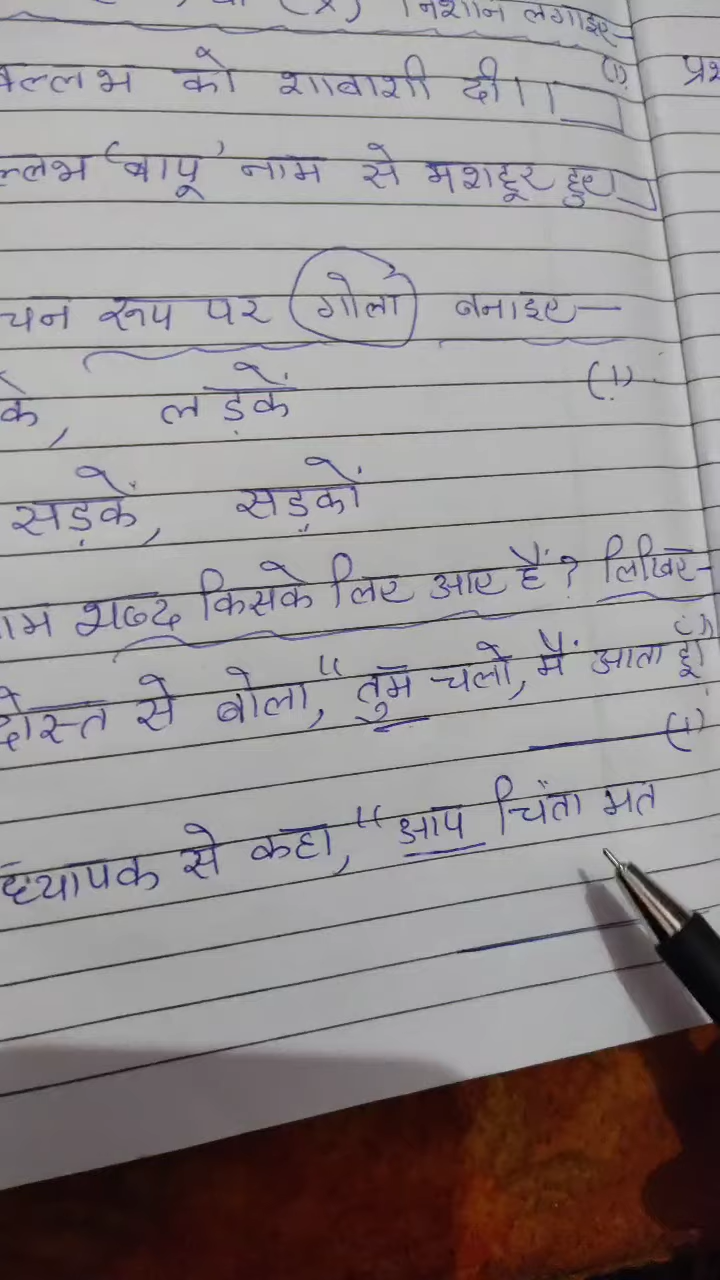 (x) निशान लगाइए-
वल्लभ को शाबाशी दी।। (1) प्रश
ल्लभ 'बापू' नाम से मशहूर हुए
चन रूप पर गोला बनाइए—
के, लड़कें (1)
सड़कें, सड़कों
नाम शब्द किसके लिए आए हैं? लिखिए-
दोस्त से बोला, "तुम चलो, मैं आता हूँ
(1)
ध्यापक से कहा, "आप चिंता मत